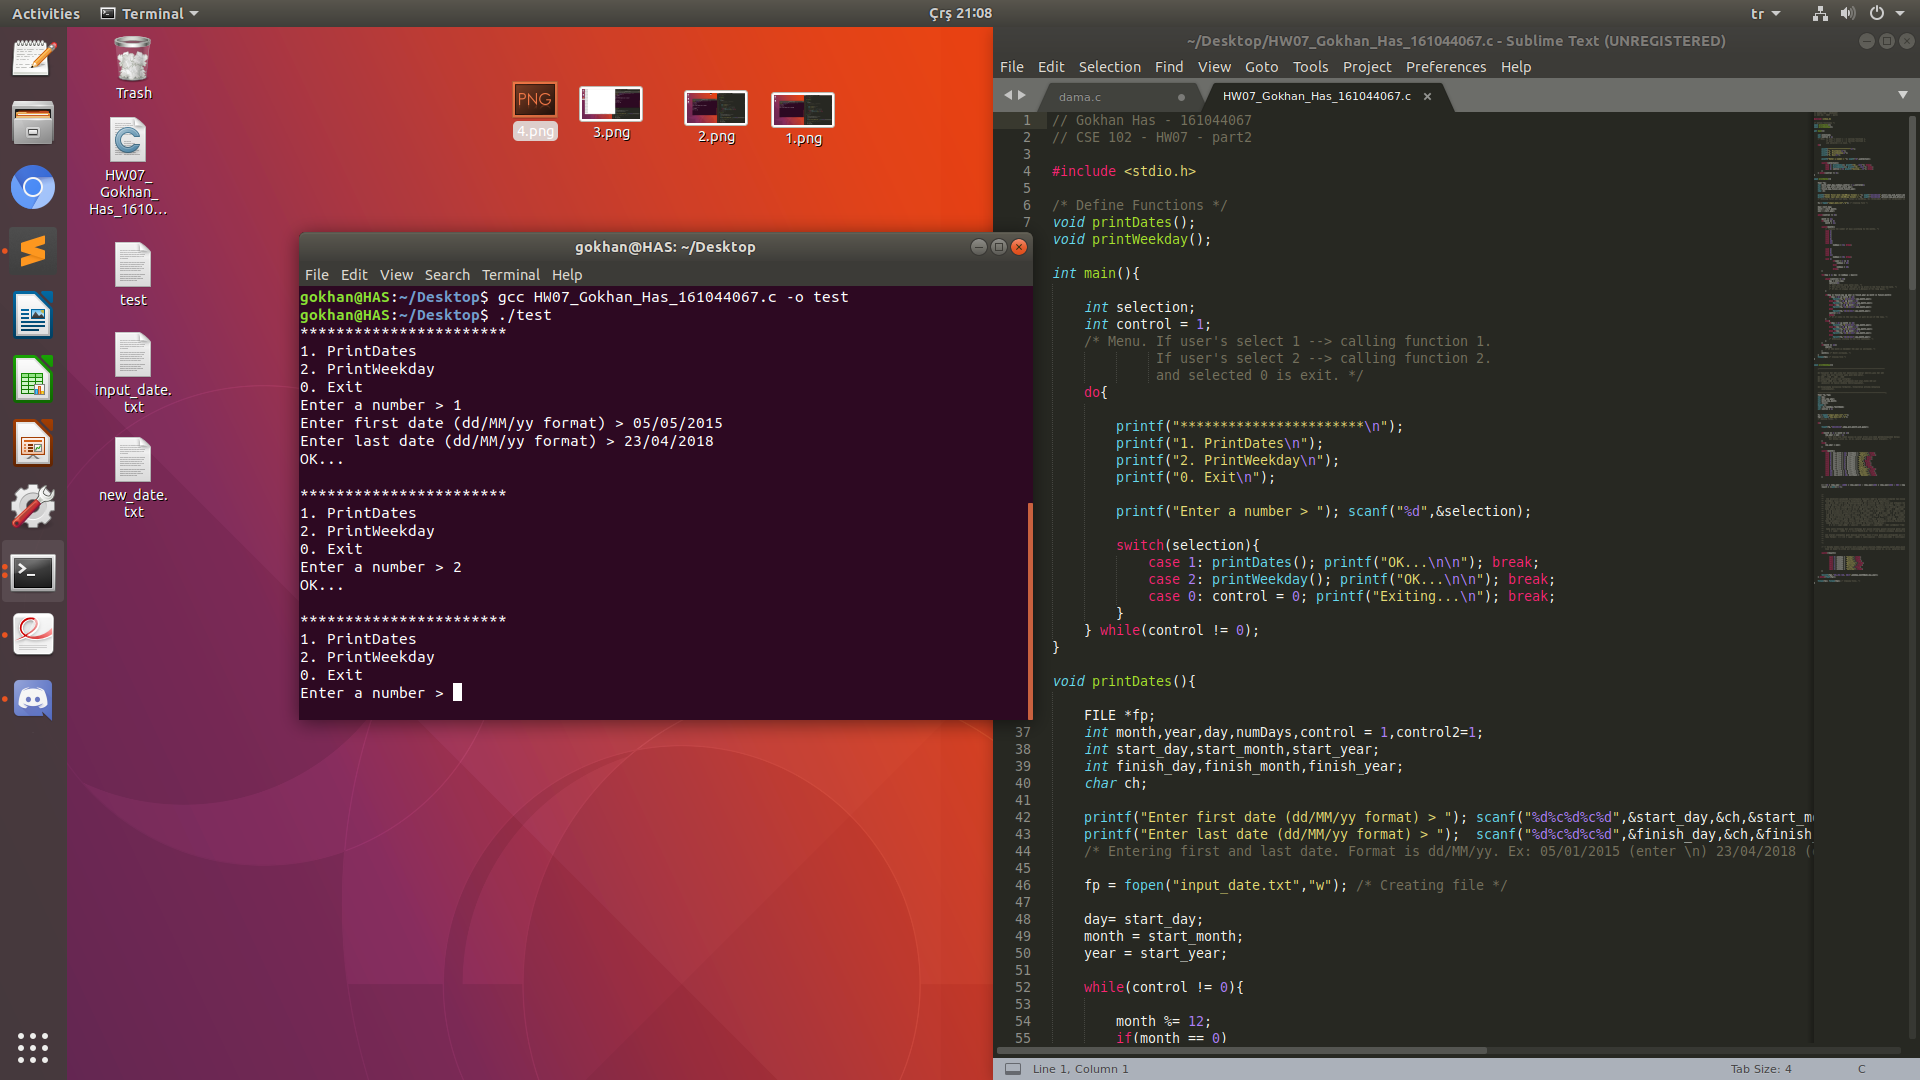 Activities
Terminal
Çrş 21:08
tr
Trash
HW07_
Gokhan_
Has_1610...
test
input_date.
txt
new_date.
txt
PNG
4.png
3.png
2.png
1.png
gokhan@HAS: ~/Desktop
File Edit View Search Terminal Help
gokhan@HAS:~/Desktop$ gcc HW07_Gokhan_Has_161044067.c -o test
gokhan@HAS:~/Desktop$ ./test
***********************
1. PrintDates
2. PrintWeekday
0. Exit
Enter a number > 1
Enter first date (dd/MM/yy format) > 05/05/2015
Enter last date (dd/MM/yy format) > 23/04/2018
OK...
***********************
1. PrintDates
2. PrintWeekday
0. Exit
Enter a number > 2
OK...
***********************
1. PrintDates
2. PrintWeekday
0. Exit
Enter a number >
~/Desktop/HW07_Gokhan_Has_161044067.c - Sublime Text (UNREGISTERED)
File Edit Selection Find View Goto Tools Project Preferences Help
dama.c
HW07_Gokhan_Has_161044067.c
1 // Gokhan Has - 161044067
2 // CSE 102 - HW07 - part2
3
4 #include <stdio.h>
5
6 /* Define Functions */
7 void printDates();
void printWeekday();
int main(){
int selection;
int control = 1;
/* Menu. If user's select 1 --> calling function 1.
If user's select 2 --> calling function 2.
and selected 0 is exit. */
do{
printf("***********************\n");
printf("1. PrintDates\n");
printf("2. PrintWeekday\n");
printf("0. Exit\n");
printf("Enter a number > "); scanf("%d",&selection);
switch(selection){
case 1: printDates(); printf("OK...\n\n"); break;
case 2: printWeekday(); printf("OK...\n\n"); break;
case 0: control = 0; printf("Exiting...\n"); break;
}
} while(control != 0);
}
void printDates(){
FILE *fp;
37 int month,year,day,numDays,control = 1,control2=1;
38 int start_day,start_month,start_year;
39 int finish_day,finish_month,finish_year;
40 char ch;
41
42 printf("Enter first date (dd/MM/yy format) > "); scanf("%d%c%d%c%d",&start_day,&ch,&start_m
43 printf("Enter last date (dd/MM/yy format) > "); scanf("%d%c%d%c%d",&finish_day,&ch,&finish_
44 /* Entering first and last date. Format is dd/MM/yy. Ex: 05/01/2015 (enter \n) 23/04/2018 (
45
46 fp = fopen("input_date.txt","w"); /* Creating file */
47
48 day= start_day;
49 month = start_month;
50 year = start_year;
51
52 while(control != 0){
53
54 month %= 12;
55 if(month == 0)
Line 1, Column 1
Tab Size: 4
C